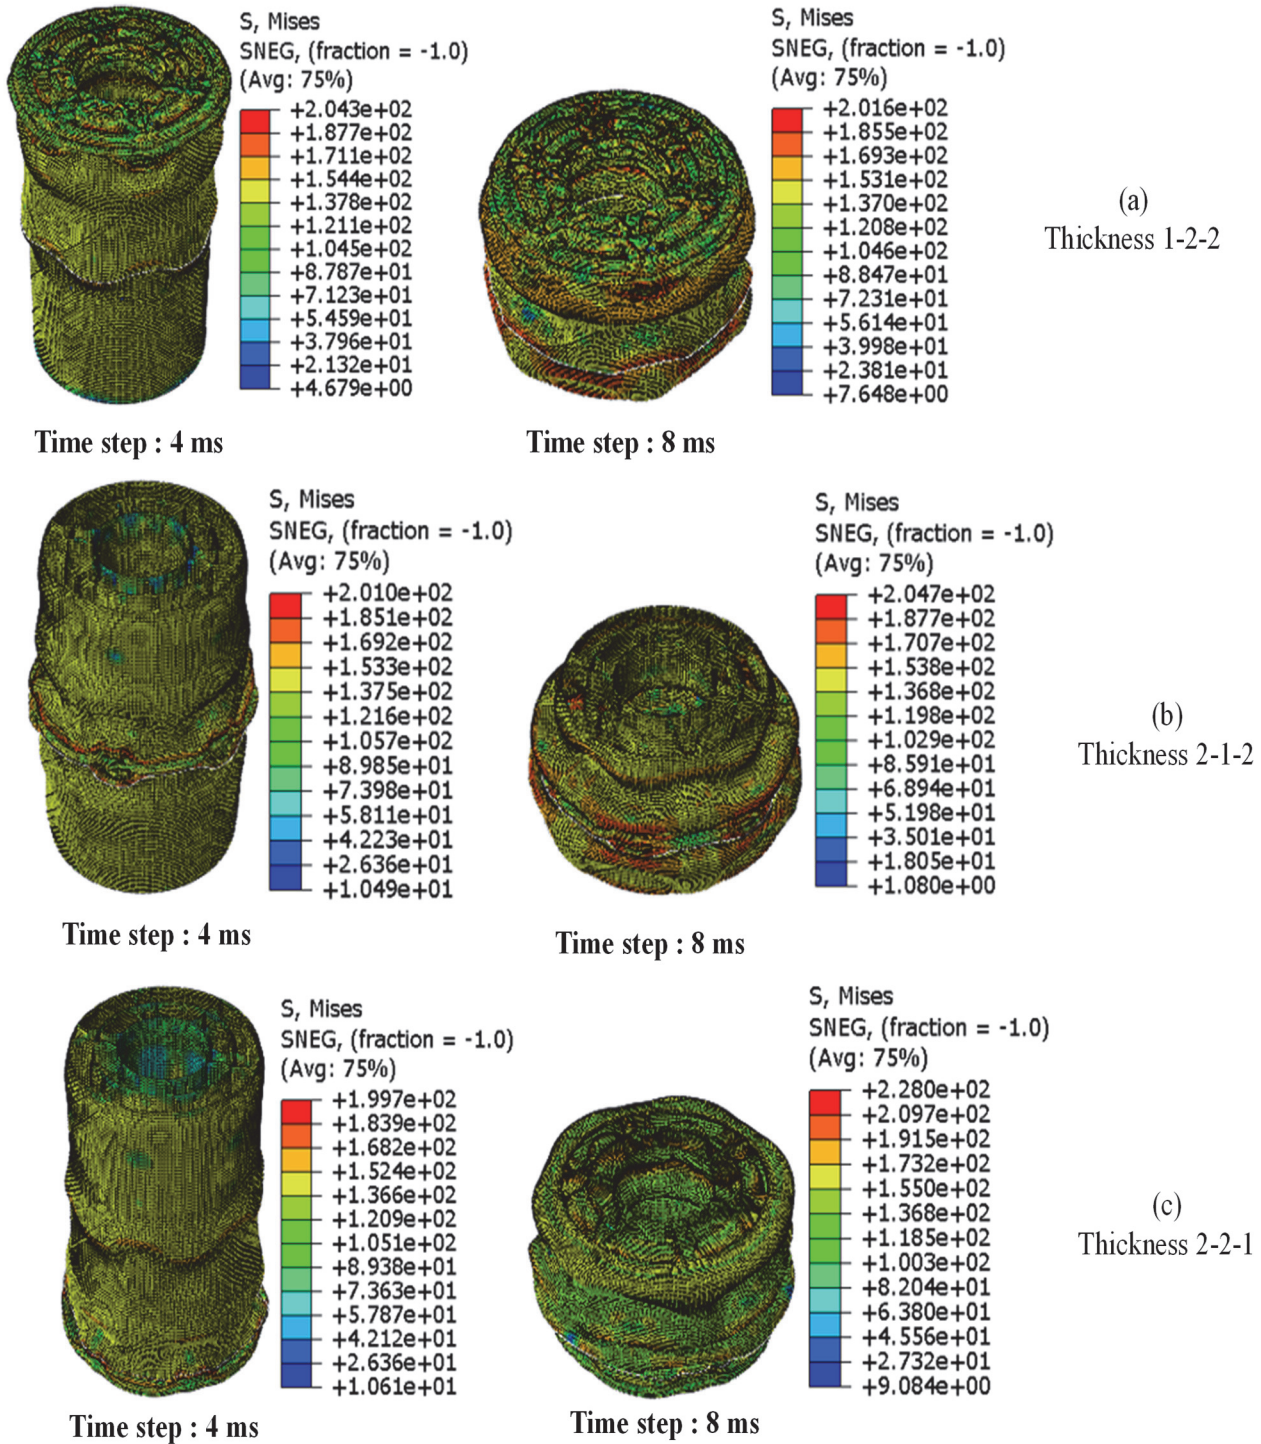 S, Mises
SNEG, (fraction = -1.0)
(Avg: 75%)
+2.043e+02
+1.877e+02
+1.711e+02
+1.544e+02
+1.378e+02
+1.211e+02
+1.045e+02
+8.787e+01
+7.123e+01
+5.459e+01
+3.796e+01
+2.132e+01
+4.679e+00
Time step : 4 ms
S, Mises
SNEG, (fraction = -1.0)
(Avg: 75%)
+2.016e+02
+1.855e+02
+1.693e+02
+1.531e+02
+1.370e+02
+1.208e+02
+1.046e+02
+8.847e+01
+7.231e+01
+5.614e+01
+3.998e+01
+2.381e+01
+7.648e+00
Time step : 8 ms
(a)
Thickness 1-2-2
S, Mises
SNEG, (fraction = -1.0)
(Avg: 75%)
+2.010e+02
+1.851e+02
+1.692e+02
+1.533e+02
+1.375e+02
+1.216e+02
+1.057e+02
+8.985e+01
+7.398e+01
+5.811e+01
+4.223e+01
+2.636e+01
+1.049e+01
Time step : 4 ms
S, Mises
SNEG, (fraction = -1.0)
(Avg: 75%)
+2.047e+02
+1.877e+02
+1.707e+02
+1.538e+02
+1.368e+02
+1.198e+02
+1.029e+02
+8.591e+01
+6.894e+01
+5.198e+01
+3.501e+01
+1.805e+01
+1.080e+00
Time step : 8 ms
(b)
Thickness 2-1-2
S, Mises
SNEG, (fraction = -1.0)
(Avg: 75%)
+1.997e+02
+1.839e+02
+1.682e+02
+1.524e+02
+1.366e+02
+1.209e+02
+1.051e+02
+8.938e+01
+7.363e+01
+5.787e+01
+4.212e+01
+2.636e+01
+1.061e+01
Time step : 4 ms
S, Mises
SNEG, (fraction = -1.0)
(Avg: 75%)
+2.280e+02
+2.097e+02
+1.915e+02
+1.732e+02
+1.550e+02
+1.368e+02
+1.185e+02
+1.003e+02
+8.204e+01
+6.380e+01
+4.556e+01
+2.732e+01
+9.084e+00
Time step : 8 ms
(c)
Thickness 2-2-1